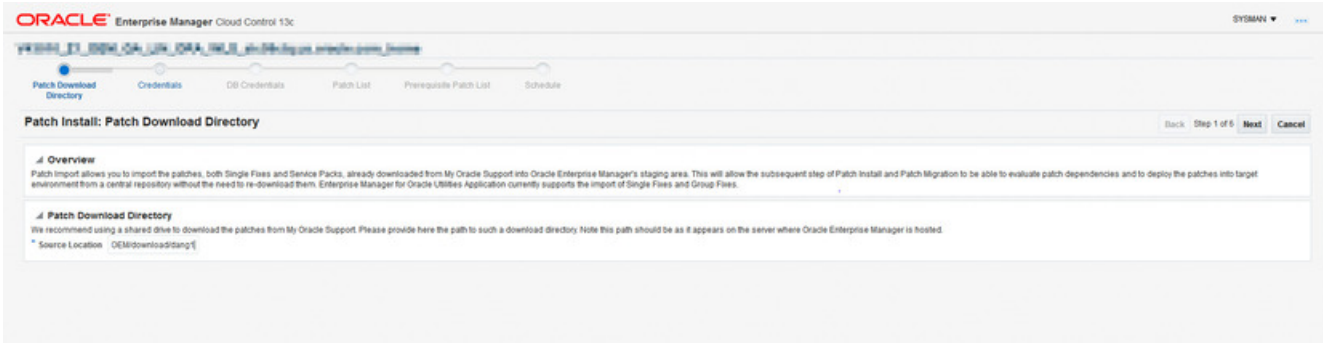 ORACLE® Enterprise Manager Cloud Control 13c
SYSMAN
Patch Download Directory
Credentials
DB Credentials
Patch List
Prerequisite Patch List
Schedule
Patch Install: Patch Download Directory
Back Step 1 of 6 Next Cancel
Overview
Patch Import allows you to import the patches, both Single Fixes and Service Packs, already downloaded from My Oracle Support into Oracle Enterprise Manager's staging area. This will allow the subsequent step of Patch Install and Patch Migration to be able to evaluate patch dependencies and to deploy the patches into target
environment from a central repository without the need to re-download them. Enterprise Manager for Oracle Utilities Application currently supports the import of Single Fixes and Group Fixes.
Patch Download Directory
We recommend using a shared drive to download the patches from My Oracle Support. Please provide here the path to such a download directory. Note this path should be as it appears on the server where Oracle Enterprise Manager is hosted.
* Source Location OEM/download/dang1